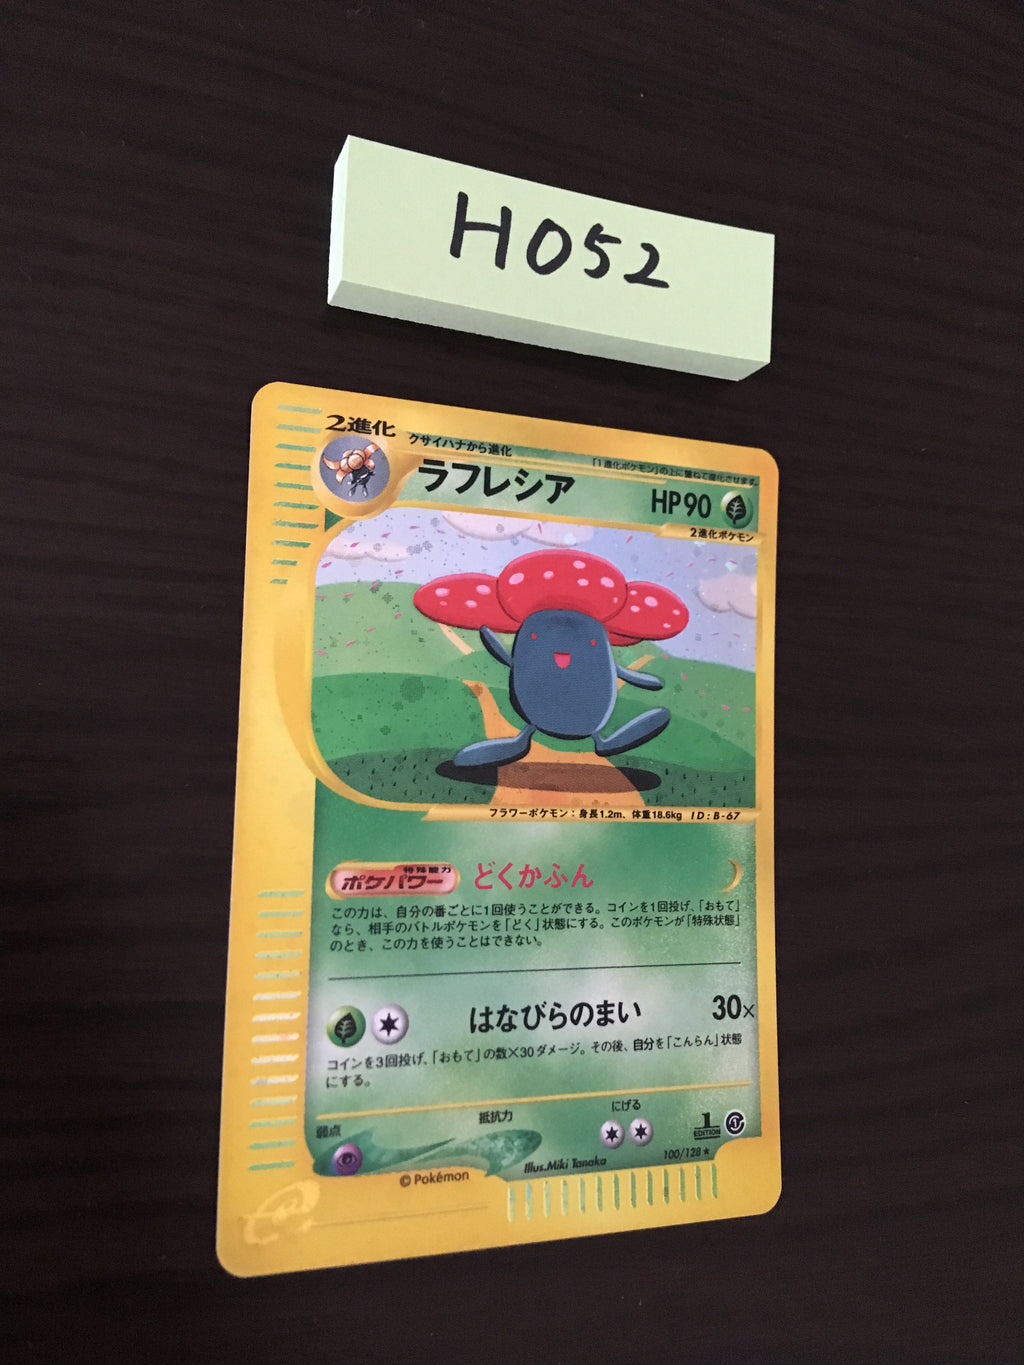 H052
2進化
クサイハナから進化
「1進化ポケモン」の上に重ねて進化させます。
ラフレシア
HP90
2進化ポケモン
フラワーポケモン：身長1.2m、体重18.6kg ID:B-67
特殊能力
ポケパワー
どくかふん
この力は、自分の番ごとに1回使うことができる。コインを1回投げ、「おもて」
なら、相手のバトルポケモンを「どく」状態にする。このポケモンが「特殊状態」
のとき、この力を使うことはできない。
はなびらのまい
30×
コインを3回投げ、「おもて」の数×30ダメージ。その後、自分を「こんらん」状態
にする。
弱点
抵抗力
にげる
1
EDITION
Illus.Miki Tanaka
100/128★
©Pokémon